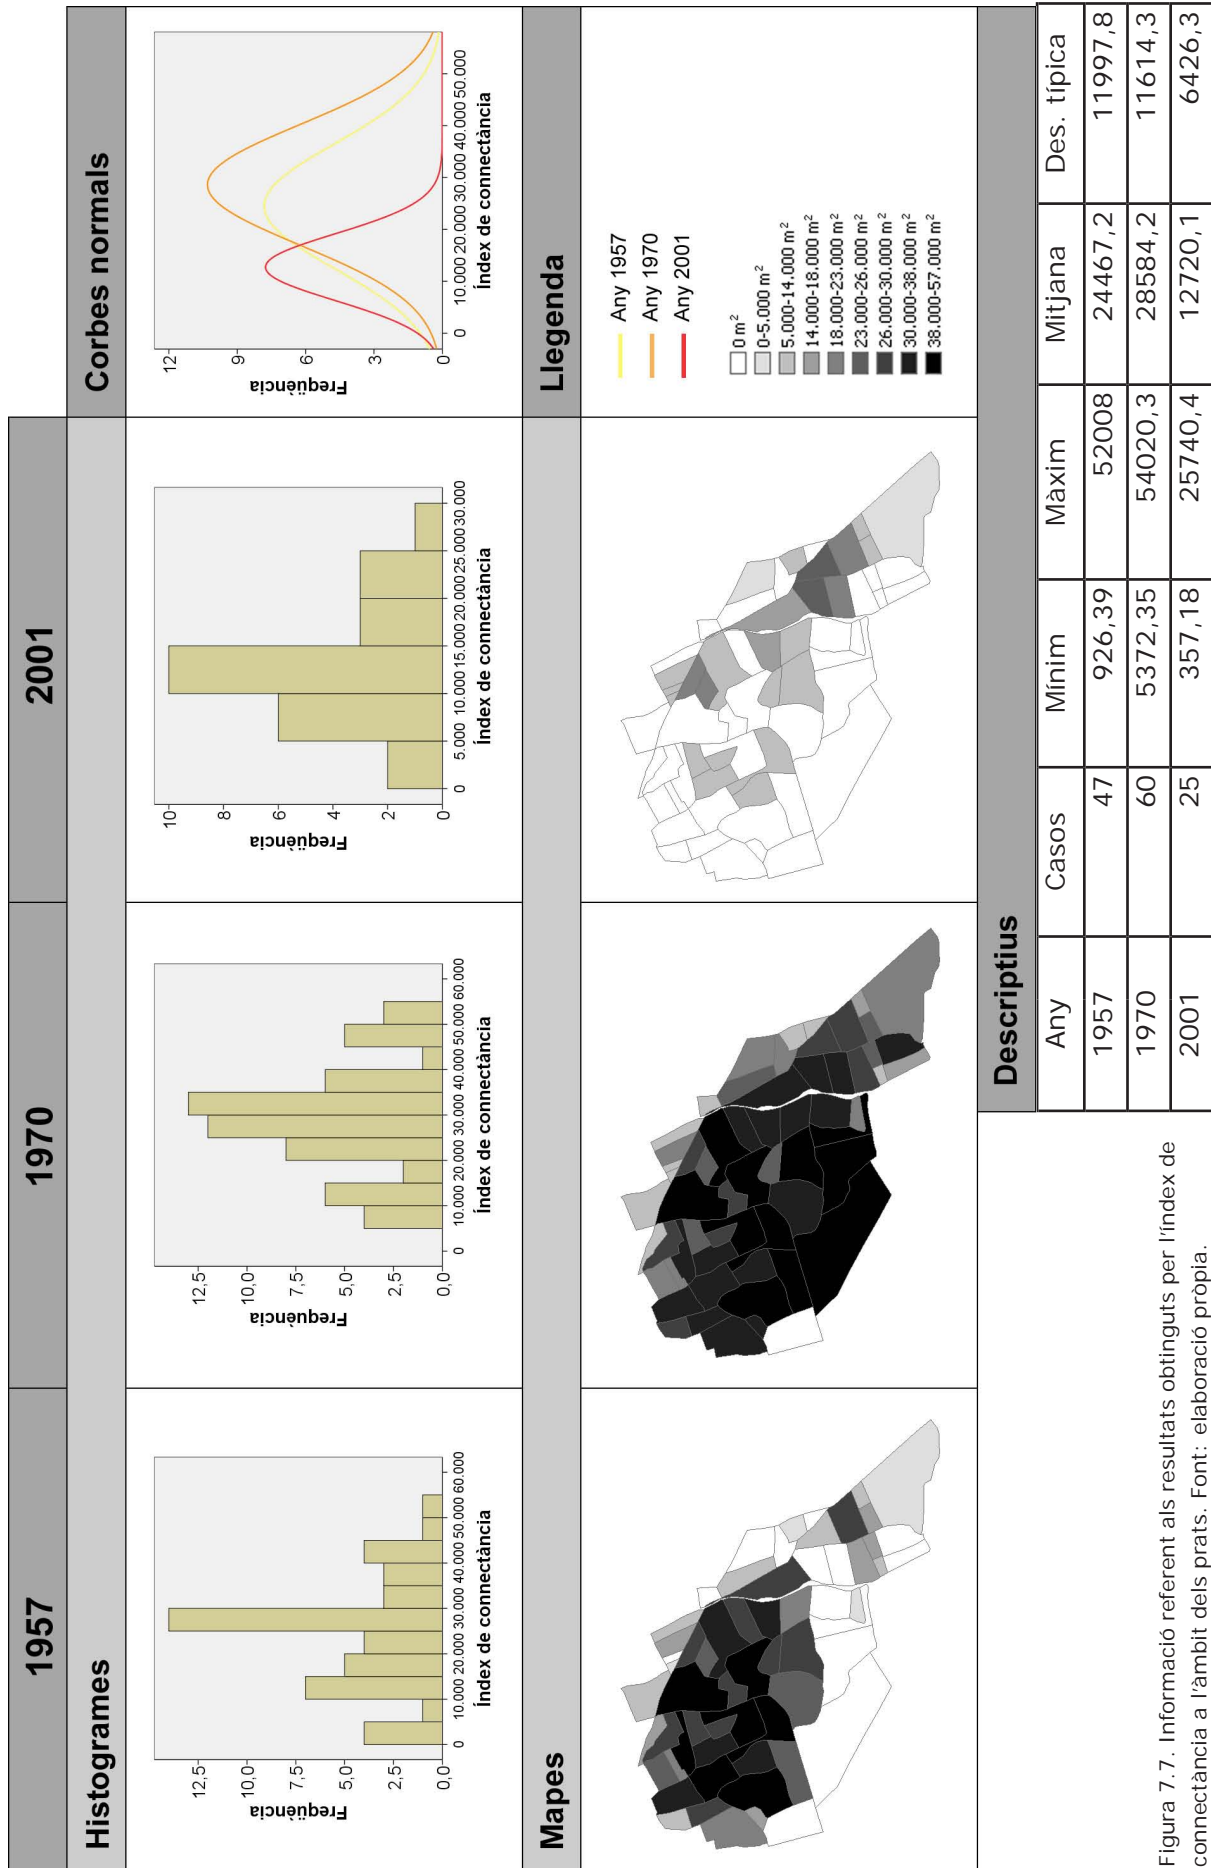 1957
1970
2001
Histogrames
Corbes normals
Freqüència
12,5
10,0
7,5
5,0
2,5
0,0
0 10.000 20.000 30.000 40.000 50.000 60.000
Índex de connectància
Freqüència
12,5
10,0
7,5
5,0
2,5
0,0
0 10.000 20.000 30.000 40.000 50.000 60.000
Índex de connectància
Freqüència
10
8
6
4
2
0
0 5.000 10.000 15.000 20.000 25.000 30.000
Índex de connectància
Freqüència
12
9
6
3
0
0 10.000 20.000 30.000 40.000 50.000
Índex de connectància
Mapes
Llegenda
Any 1957
Any 1970
Any 2001
0 m²
0-5.000 m²
5.000-14.000 m²
14.000-18.000 m²
18.000-23.000 m²
23.000-26.000 m²
26.000-30.000 m²
30.000-38.000 m²
38.000-57.000 m²
Descriptius
Any Casos Mínim Màxim Mitjana Des. típica
1957 47 926,39 52008 24467,2 11997,8
1970 60 5372,35 54020,3 28584,2 11614,3
2001 25 3557,18 25740,4 12720,1 6426,3
Figura 7.7. Informació referent als resultats obtinguts per l'índex de
connectància a l'àmbit dels prats. Font: elaboració pròpia.